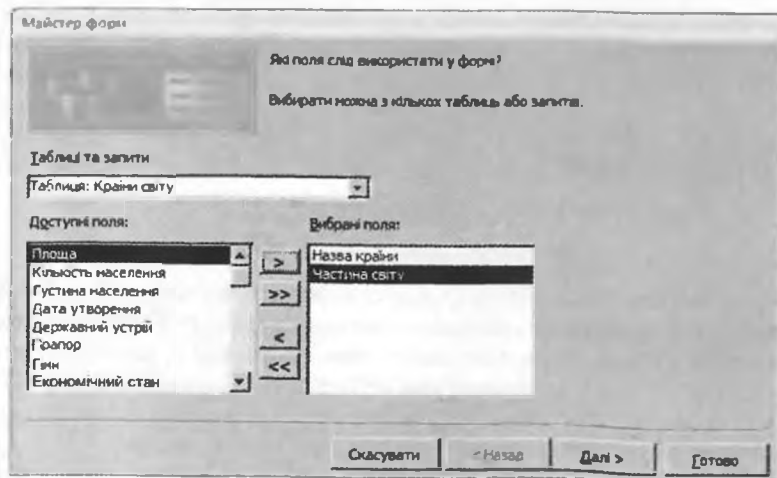 Майстер форм
Які поля слід використати у формі?
Вибирати можна з кількох таблиць або запитів.
Таблиці та запити
Таблиця: Країни світу
Доступні поля:
Вибрані поля:
Площа
Кількість населення
Густина населення
Дата утворення
Державний устрій
Прапор
Гімн
Економічний стан
>
>>
<
<<
Назва країни
Частина світу
Скасувати
< Назад
Далі >
Готово